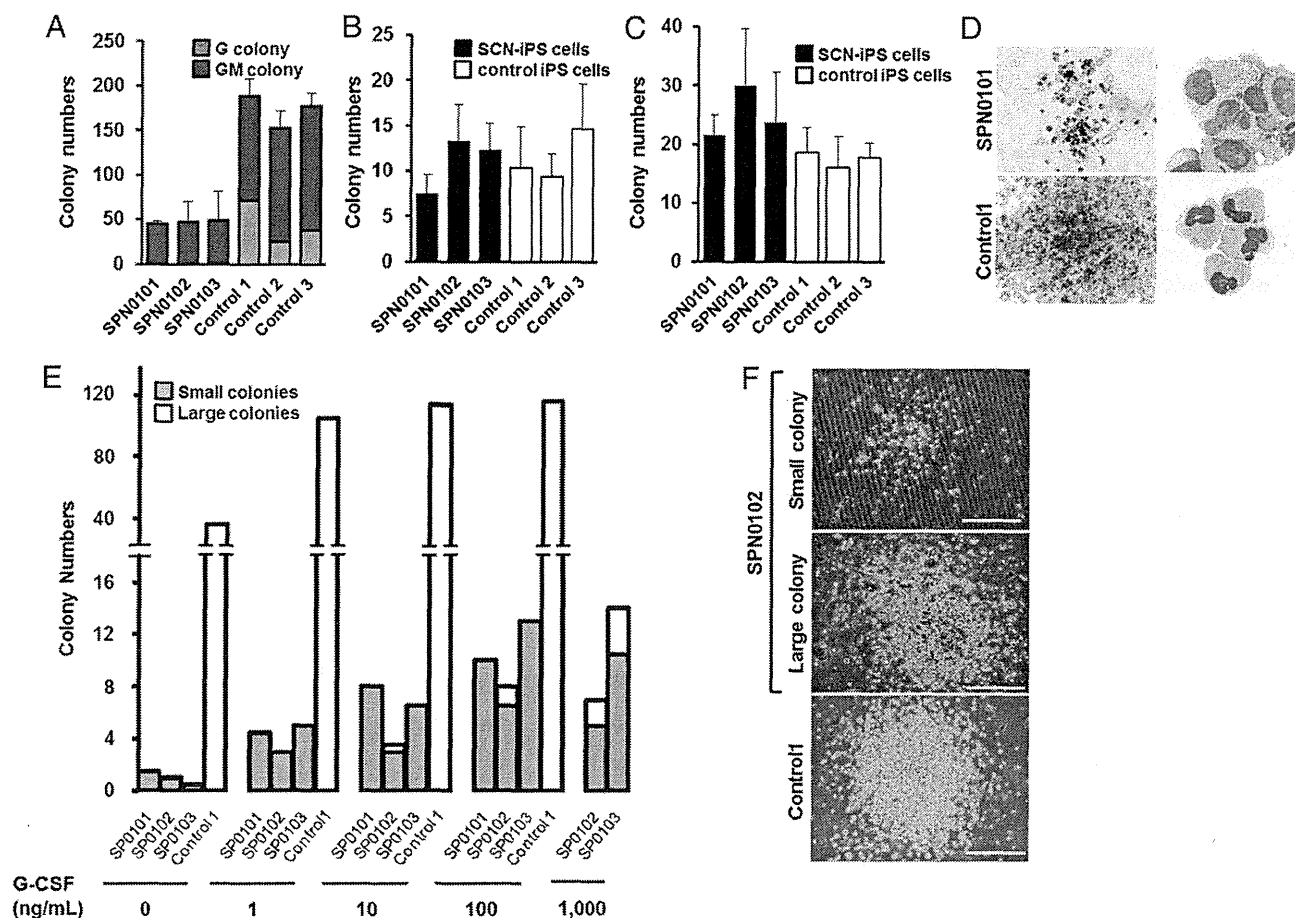 A
250
200
150
100
50
0
Colony numbers
G colony
GM colony
SPN0101
SPN0102
SPN0103
Control 1
Control 2
Control 3
B
25
20
15
10
5
0
Colony numbers
SCN-iPS cells
control iPS cells
SPN0101
SPN0102
SPN0103
Control 1
Control 2
Control 3
C
40
30
20
10
0
Colony numbers
SCN-iPS cells
control iPS cells
SPN0101
SPN0102
SPN0103
Control 1
Control 2
Control 3
D
SPN0101
Control1
E
120
80
40
16
12
8
4
0
Colony Numbers
Small colonies
Large colonies
SP0101
SP0102
SP0103
Control 1
SP0101
SP0102
SP0103
Control1
SP0101
SP0102
SP0103
Control 1
SP0101
SP0102
SP0103
Control 1
SP0102
SP0103
G-CSF
(ng/mL) 0 1 10 100 1,000
F
SPN0102
Small colony
Large colony
Control1